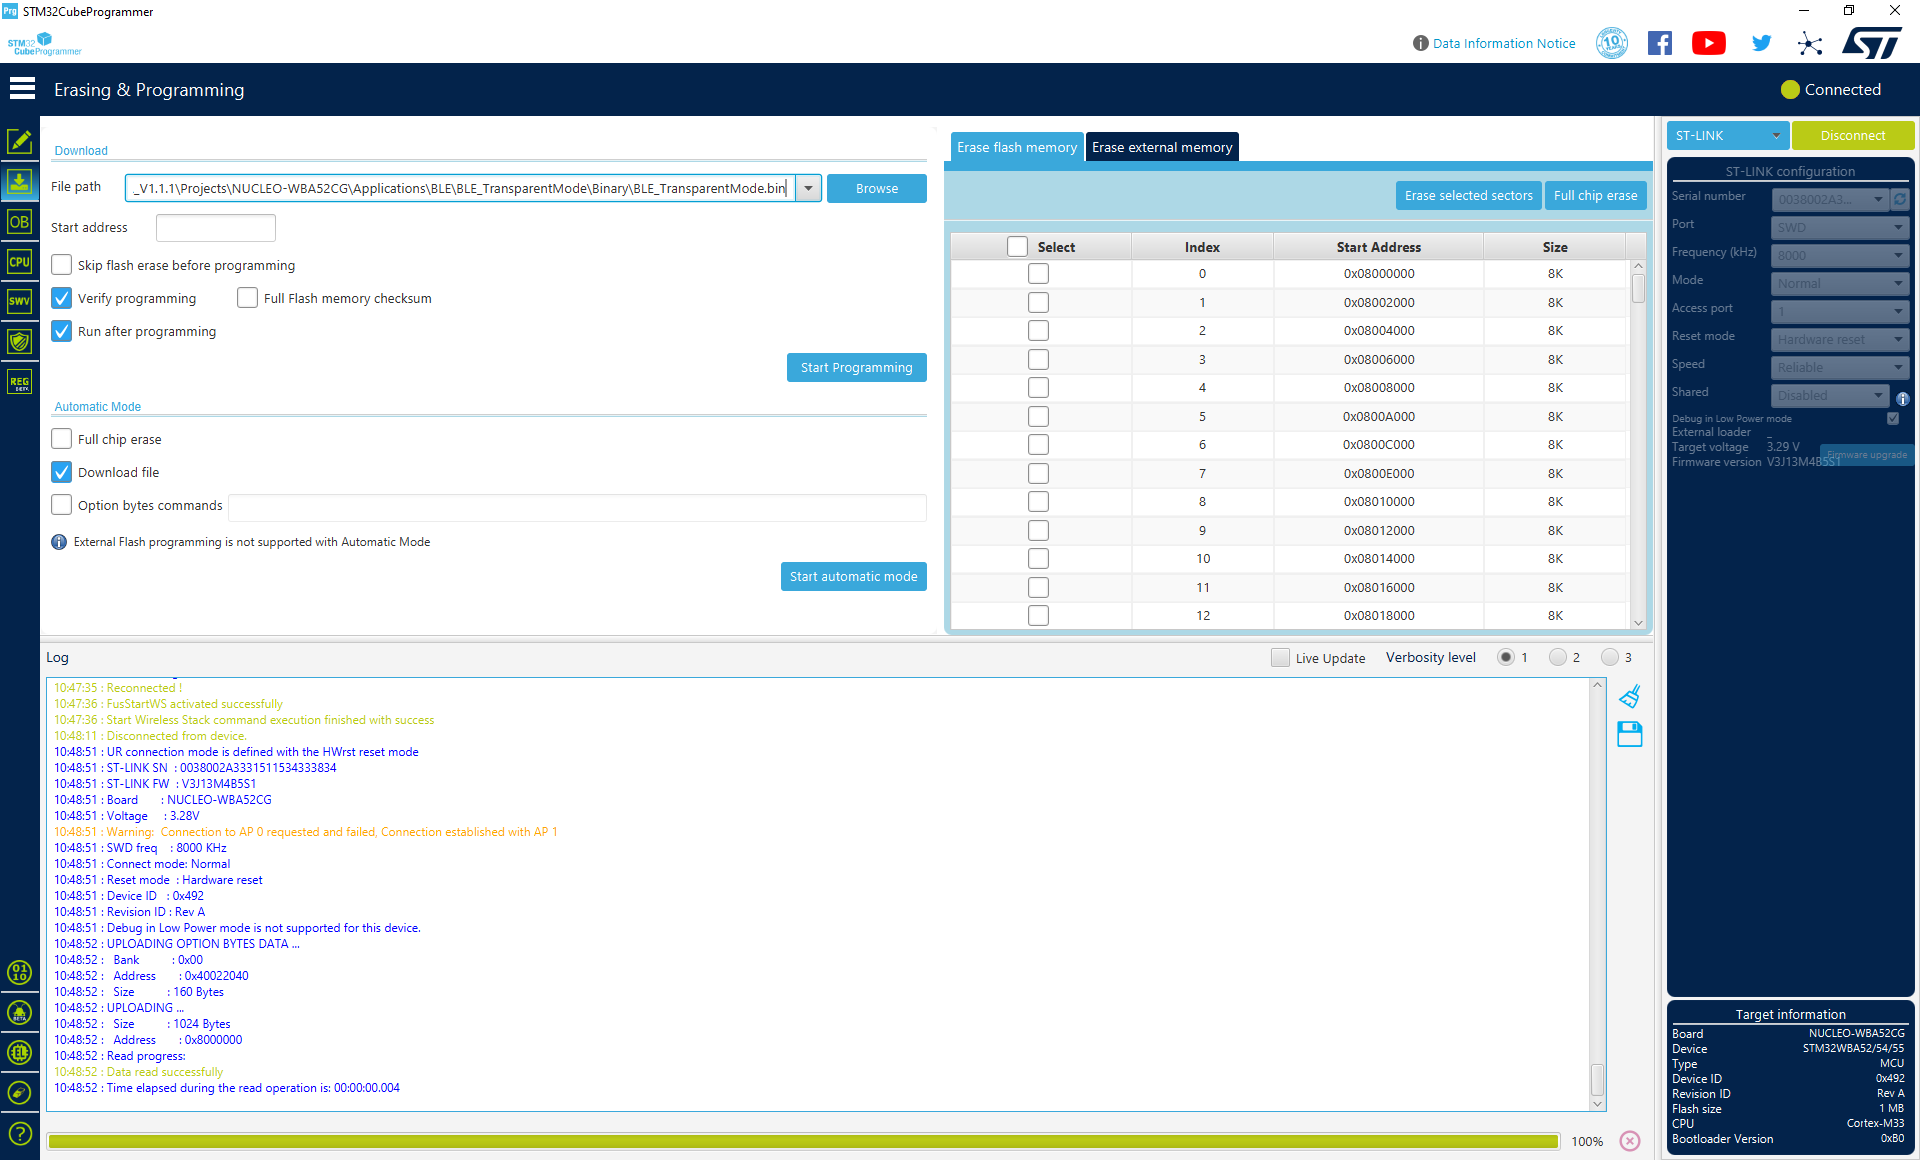 Prg STM32CubeProgrammer
STM32
CubeProgrammer
Data Information Notice
10 YEARS
Erasing & Programming
Connected
Download
File path
_V1.1.1\Projects\NUCLEO-WBA52CG\Applications\BLE\BLE_TransparentMode\Binary\BLE_TransparentMode.bin
Browse
Start address
Skip flash erase before programming
Verify programming
Full Flash memory checksum
Run after programming
Start Programming
Automatic Mode
Full chip erase
Download file
Option bytes commands
External Flash programming is not supported with Automatic Mode
Start automatic mode
OB
CPU
SWV
REG
BETA
Erase flash memory
Erase external memory
Erase selected sectors
Full chip erase
Select Index Start Address Size
0 0x08000000 8K
1 0x08002000 8K
2 0x08004000 8K
3 0x08006000 8K
4 0x08008000 8K
5 0x0800A000 8K
6 0x0800C000 8K
7 0x0800E000 8K
8 0x08010000 8K
9 0x08012000 8K
10 0x08014000 8K
11 0x08016000 8K
12 0x08018000 8K
ST-LINK
Disconnect
ST-LINK configuration
Serial number 0038002A3...
Port SWD
Frequency (kHz) 8000
Mode Normal
Access port 1
Reset mode Hardware reset
Speed Reliable
Shared Disabled
Debug in Low Power mode
External loader _
Target voltage 3.29 V
Firmware version V3J13M4B5S1
Firmware upgrade
Log
Live Update
Verbosity level 1 2 3
10:47:35 : Reconnected !
10:47:36 : FusStartWS activated successfully
10:47:36 : Start Wireless Stack command execution finished with success
10:48:11 : Disconnected from device.
10:48:51 : UR connection mode is defined with the HWrst reset mode
10:48:51 : ST-LINK SN : 0038002A3331511534333834
10:48:51 : ST-LINK FW : V3J13M4B5S1
10:48:51 : Board : NUCLEO-WBA52CG
10:48:51 : Voltage : 3.28V
10:48:51 : Warning: Connection to AP 0 requested and failed, Connection established with AP 1
10:48:51 : SWD freq : 8000 KHz
10:48:51 : Connect mode: Normal
10:48:51 : Reset mode : Hardware reset
10:48:51 : Device ID : 0x492
10:48:51 : Revision ID : Rev A
10:48:51 : Debug in Low Power mode is not supported for this device.
10:48:52 : UPLOADING OPTION BYTES DATA ...
10:48:52 : Bank : 0x00
10:48:52 : Address : 0x40022040
10:48:52 : Size : 160 Bytes
10:48:52 : UPLOADING ...
10:48:52 : Size : 1024 Bytes
10:48:52 : Address : 0x8000000
10:48:52 : Read progress:
10:48:52 : Data read successfully
10:48:52 : Time elapsed during the read operation is: 00:00:00.004
100%
01
10
BETA
EL
Target information
Board NUCLEO-WBA52CG
Device STM32WBA52/54/55
Type MCU
Device ID 0x492
Revision ID Rev A
Flash size 1 MB
CPU Cortex-M33
Bootloader Version 0xB0